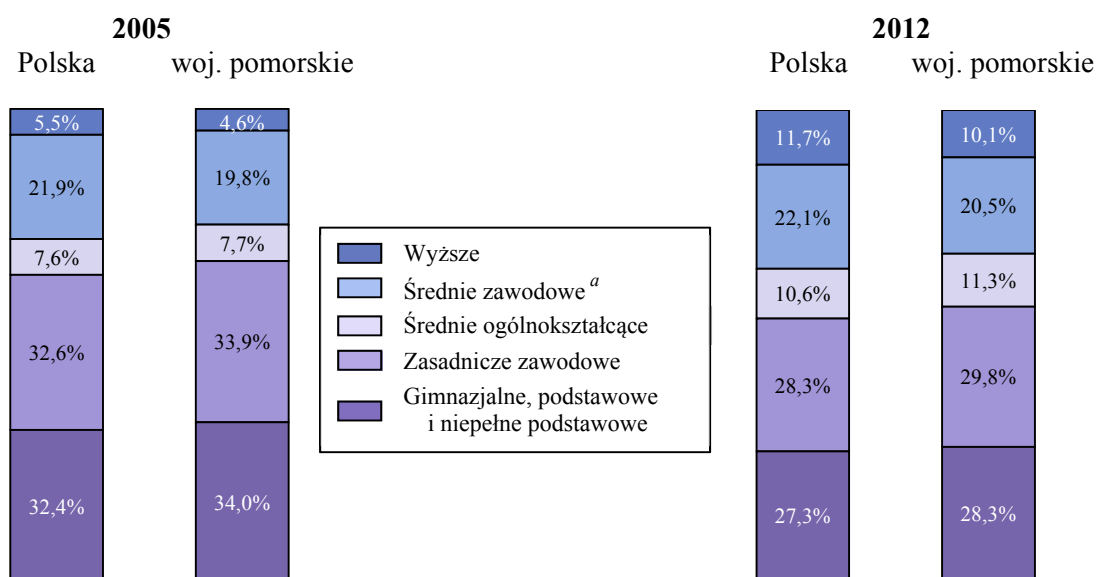 2005
Polska
woj. pomorskie
5,5%
21,9%
7,6%
32,6%
32,4%
4,6%
19,8%
7,7%
33,9%
34,0%
Wyższe
Średnie zawodowe a
Średnie ogólnokształcące
Zasadnicze zawodowe
Gimnazjalne, podstawowe
i niepełne podstawowe
2012
Polska
woj. pomorskie
11,7%
22,1%
10,6%
28,3%
27,3%
10,1%
20,5%
11,3%
29,8%
28,3%